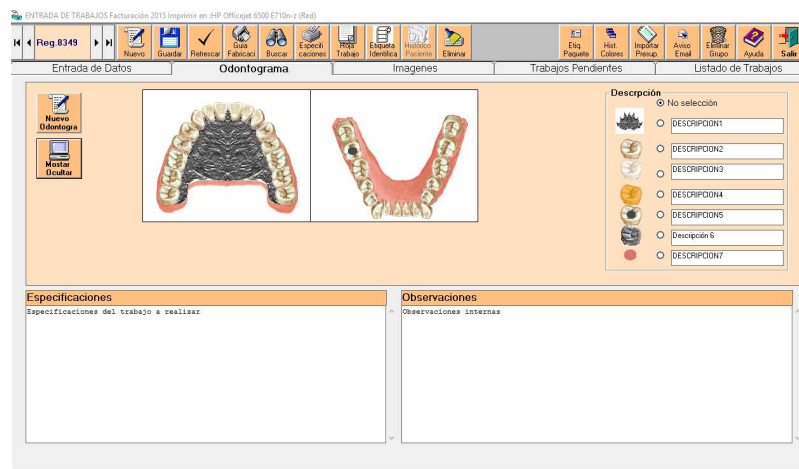 ENTRADA DE TRABAJOS Facturación 2015 Imprimir en :HP Officejet 6500 E710n-z (Red)
Reg.8349
Nuevo
Guardar
Refrescar
Guia Fabricaci
Buscar
Especifi caciones
Hoja Trabajo
Etiqueta Identifica
Histórico Paciente
Eliminar
Etiq. Paquete
Hist. Colores
Importar Presup.
Aviso Email
Eliminar Grupo
Ayuda
Salir
Entrada de Datos
Odontograma
Imagenes
Trabajos Pendientes
Listado de Trabajos
Nuevo
Odontogra
Mostar
Ocultar
Descrpción
No selección
DESCRIPCION1
DESCRIPCION2
DESCRIPCION3
DESCRIPCION4
DESCRIPCION5
Descripción 6
DESCRIPCION7
Especificaciones
Especificaciones del trabajo a realizar
Observaciones
Observaciones internas